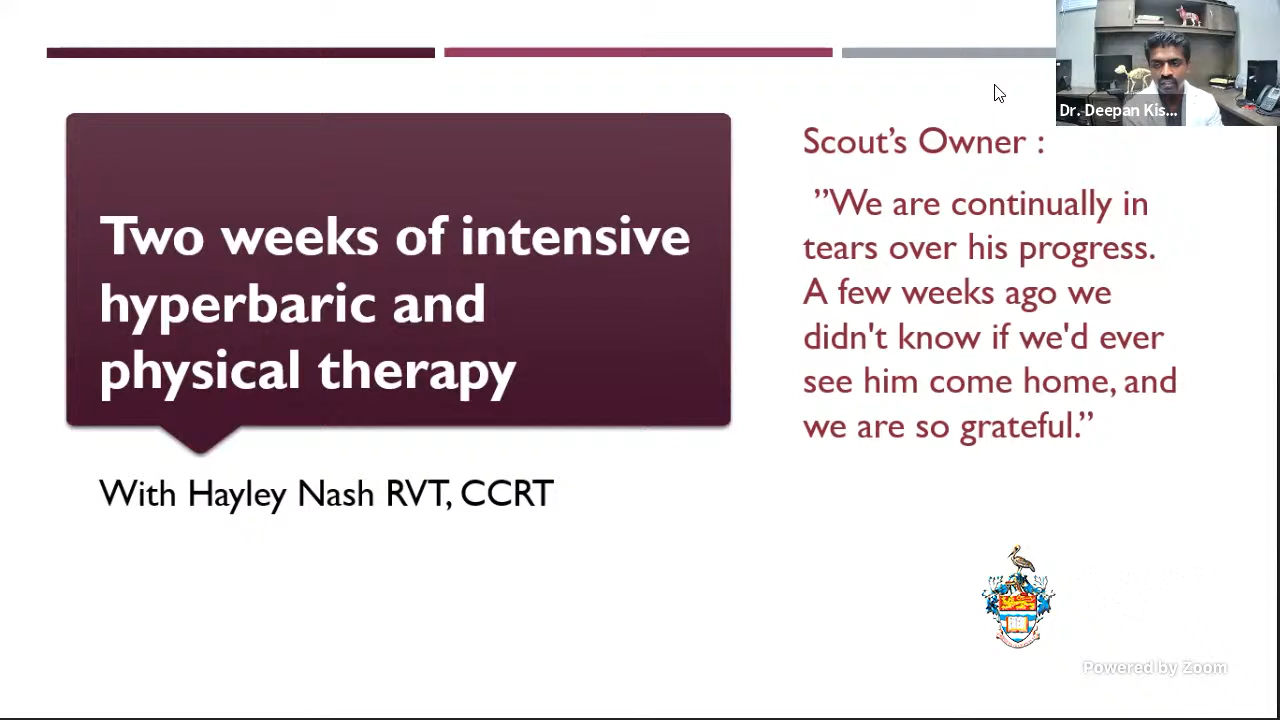 Dr. Deepan Kis...
Two weeks of intensive
hyperbaric and
physical therapy
With Hayley Nash RVT, CCRT
Scout’s Owner :
”We are continually in
tears over his progress.
A few weeks ago we
didn't know if we'd ever
see him come home, and
we are so grateful.”
Powered by Zoom